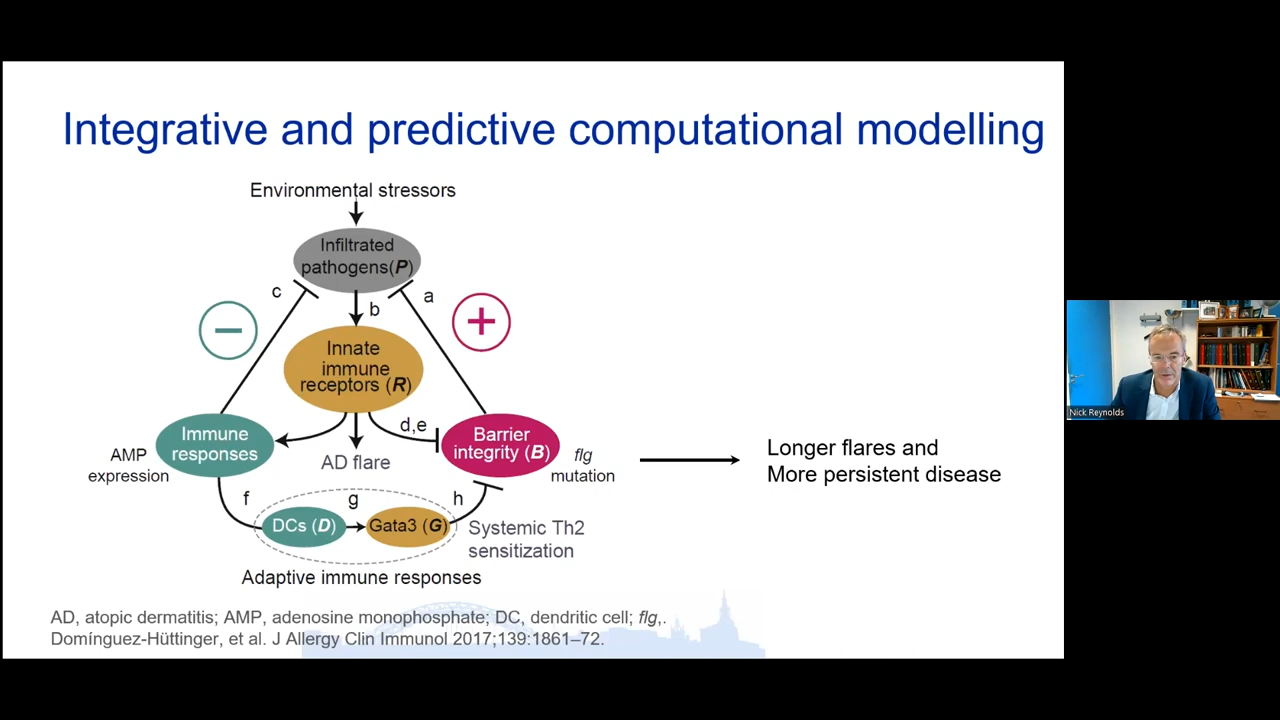 Integrative and predictive computational modelling
Environmental stressors
Infiltrated
pathogens(P)
c
a
b
−
+
Innate
immune
receptors (R)
d,e
Immune
responses
Barrier
integrity (B)
AMP
expression
AD flare
flg
mutation
Longer flares and
More persistent disease
f
g
h
DCs (D)
Gata3 (G)
Systemic Th2
sensitization
Adaptive immune responses
AD, atopic dermatitis; AMP, adenosine monophosphate; DC, dendritic cell; flg,.
Domínguez-Hüttinger, et al. J Allergy Clin Immunol 2017;139:1861–72.
Nick Reynolds